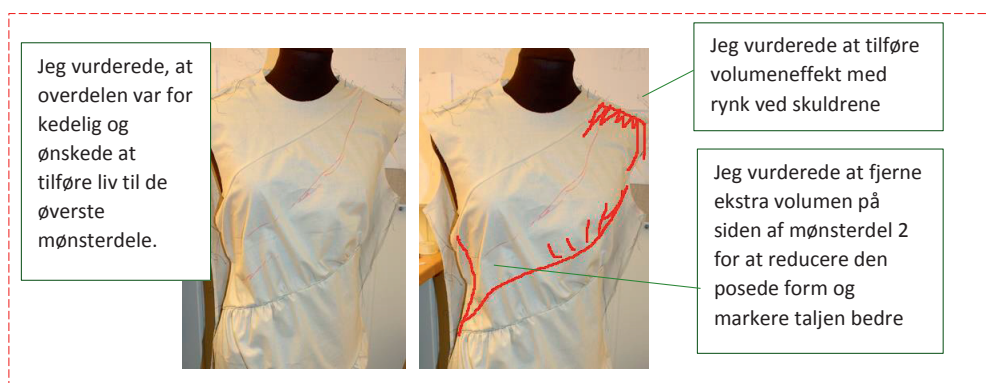 Jeg vurderede, at
overdelen var for
kedelig og
ønskede at
tilføre liv til de
øverste
mønsterdele.
Jeg vurderede at tilføre
volumeneffekt med
rynk ved skuldrene
Jeg vurderede at fjerne
ekstra volumen på
siden af mønsterdel 2
for at reducere den
posede form og
markere taljen bedre